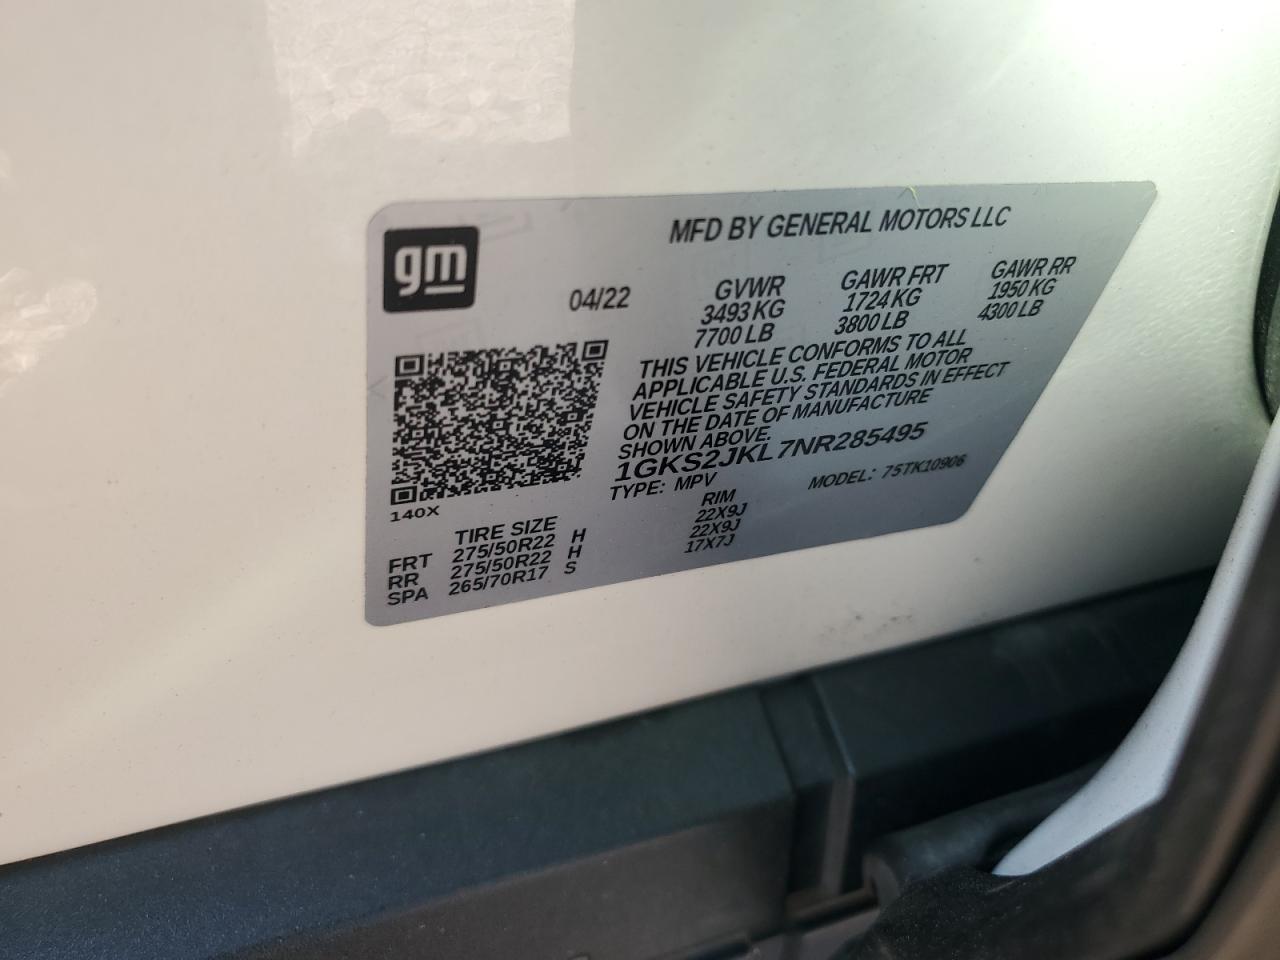 gm
MFD BY GENERAL MOTORS LLC
04/22 GVWR GAWR FRT GAWR RR
3493 KG 1724 KG 1950 KG
7700 LB 3800 LB 4300 LB
THIS VEHICLE CONFORMS TO ALL
APPLICABLE U.S. FEDERAL MOTOR
VEHICLE SAFETY STANDARDS IN EFFECT
ON THE DATE OF MANUFACTURE
SHOWN ABOVE.
1GKS2JKL7NR285495
TYPE: MPV MODEL: 75TK10906
140X
TIRE SIZE RIM
FRT 275/50R22 H 22X9J
RR 275/50R22 H 22X9J
SPA 265/70R17 S 17X7J